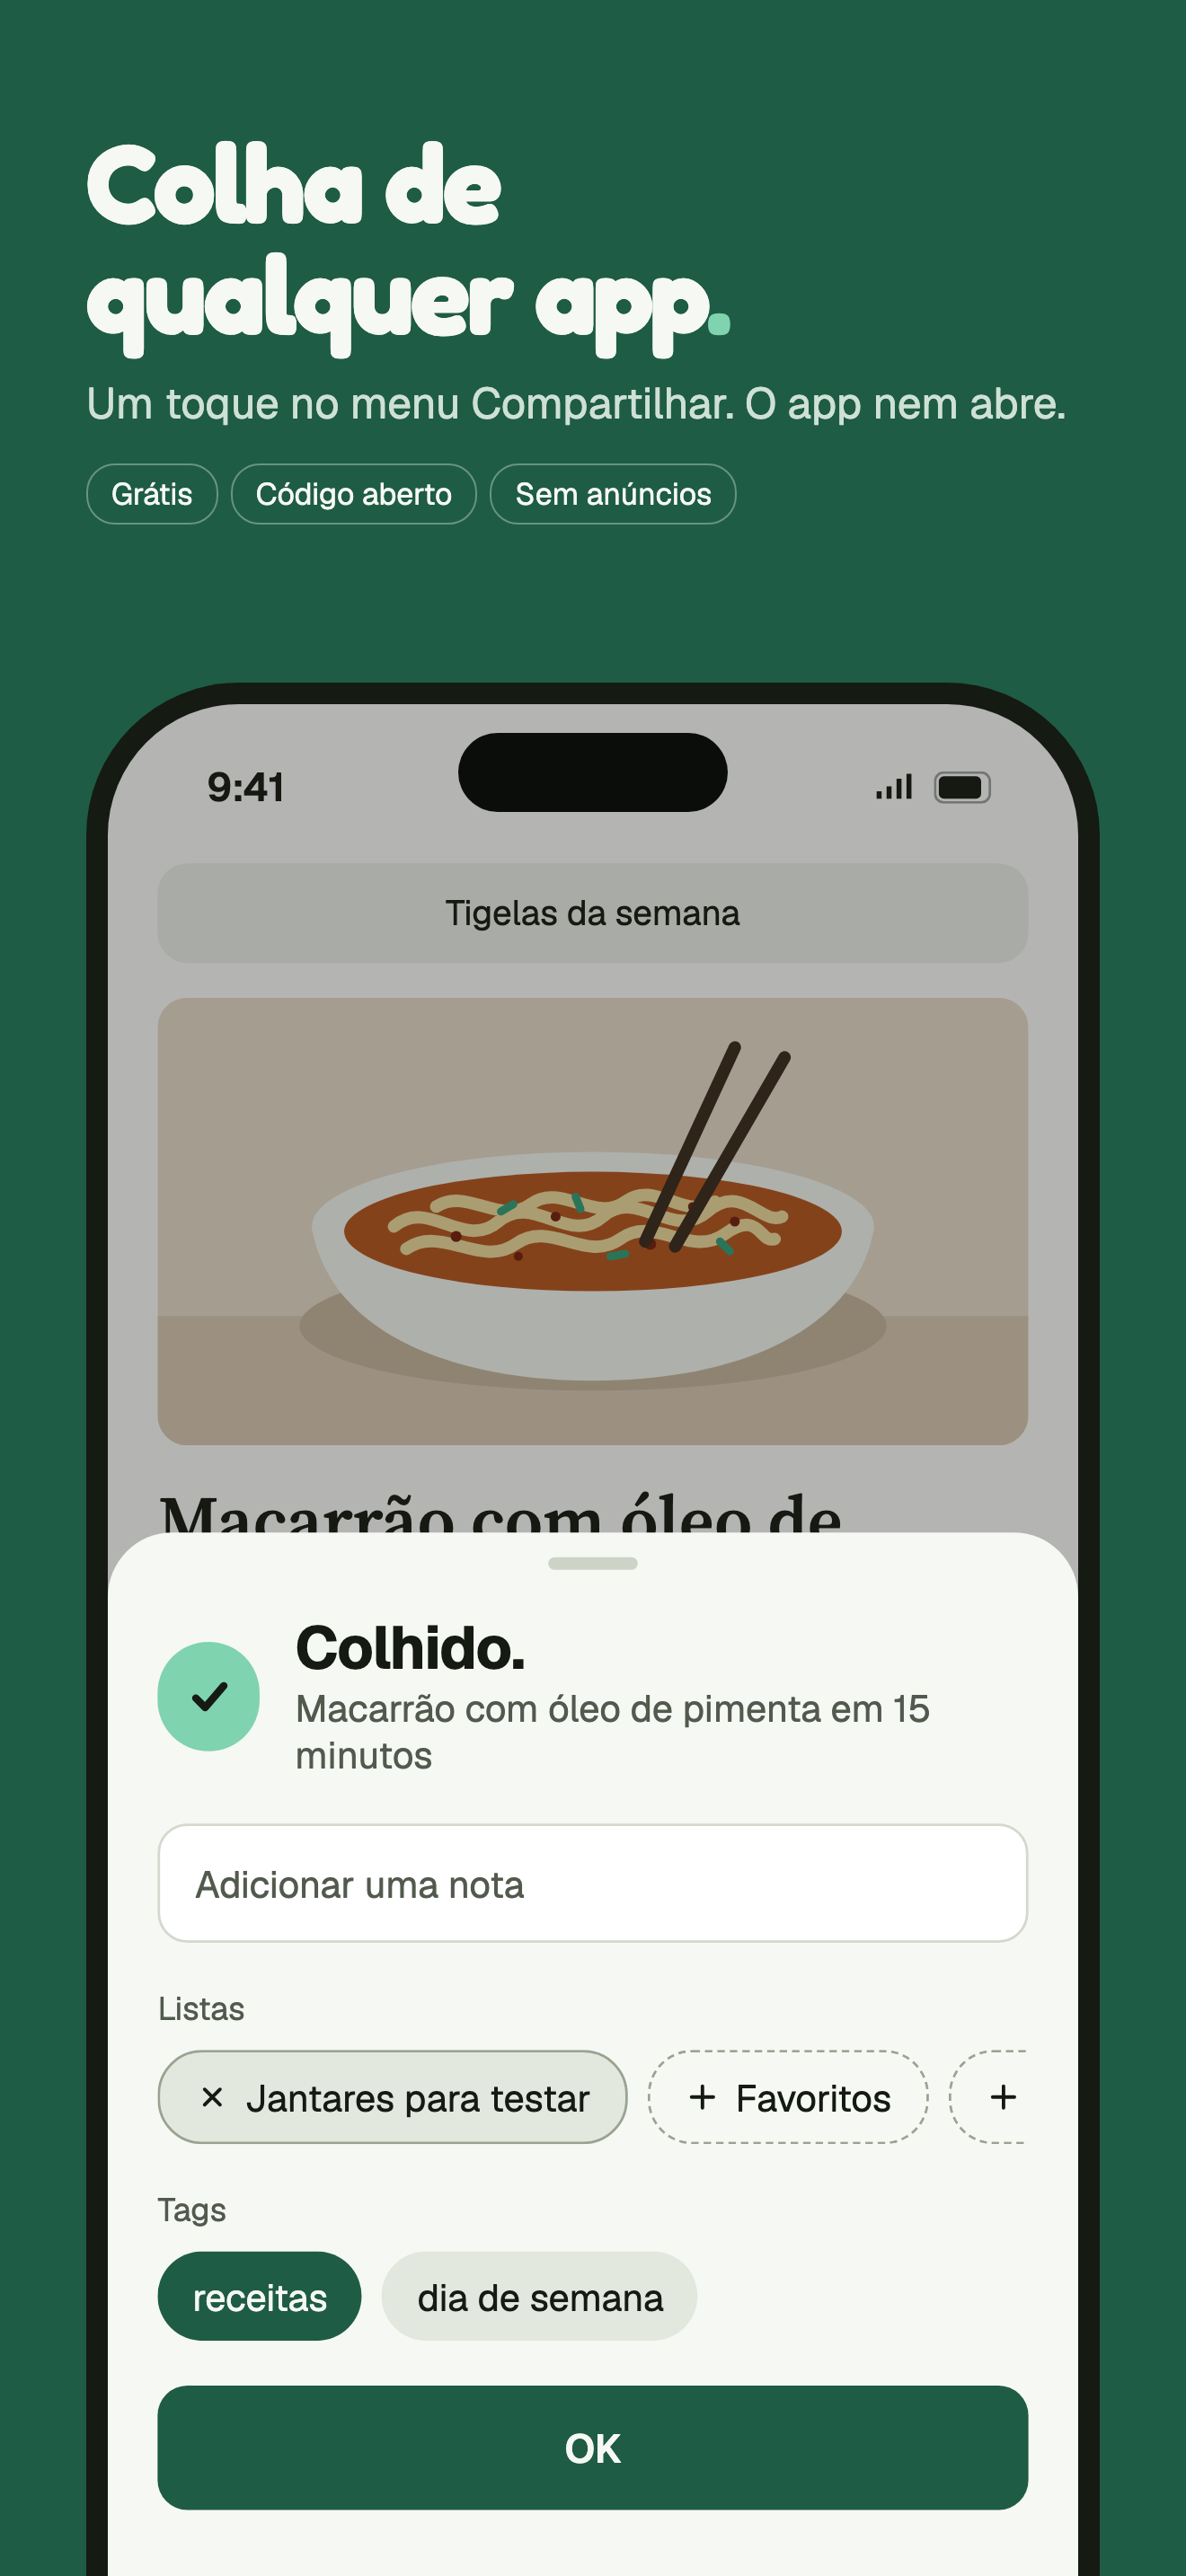 Colha de
qualquer app.
Um toque no menu Compartilhar. O app nem abre.
Grátis
Código aberto
Sem anúncios
9:41
Tigelas da semana
Macarrão com óleo de
Colhido.
Macarrão com óleo de pimenta em 15
minutos
Adicionar uma nota
Listas
× Jantares para testar
+ Favoritos
+
Tags
receitas
dia de semana
OK